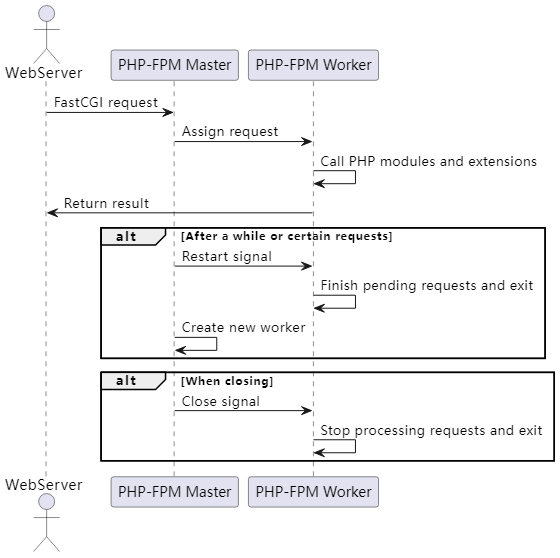 WebServer
PHP-FPM Master
PHP-FPM Worker
FastCGI request
Assign request
Call PHP modules and extensions
Return result
alt
[After a while or certain requests]
Restart signal
Finish pending requests and exit
Create new worker
alt
[When closing]
Close signal
Stop processing requests and exit
WebServer
PHP-FPM Master
PHP-FPM Worker